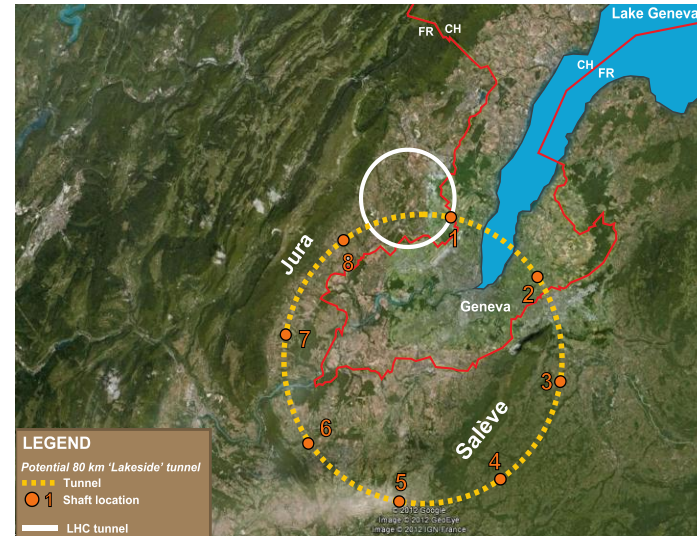 Lake Geneva
FR CH
CH
FR
1
Jura
8
2
Geneva
7
3
Salève
6
4
5
LEGEND
Potential 80 km ‘Lakeside’ tunnel
Tunnel
1 Shaft location
LHC tunnel
© 2012 Google
Image © 2012 GeoEye
Image © 2012 IGN France